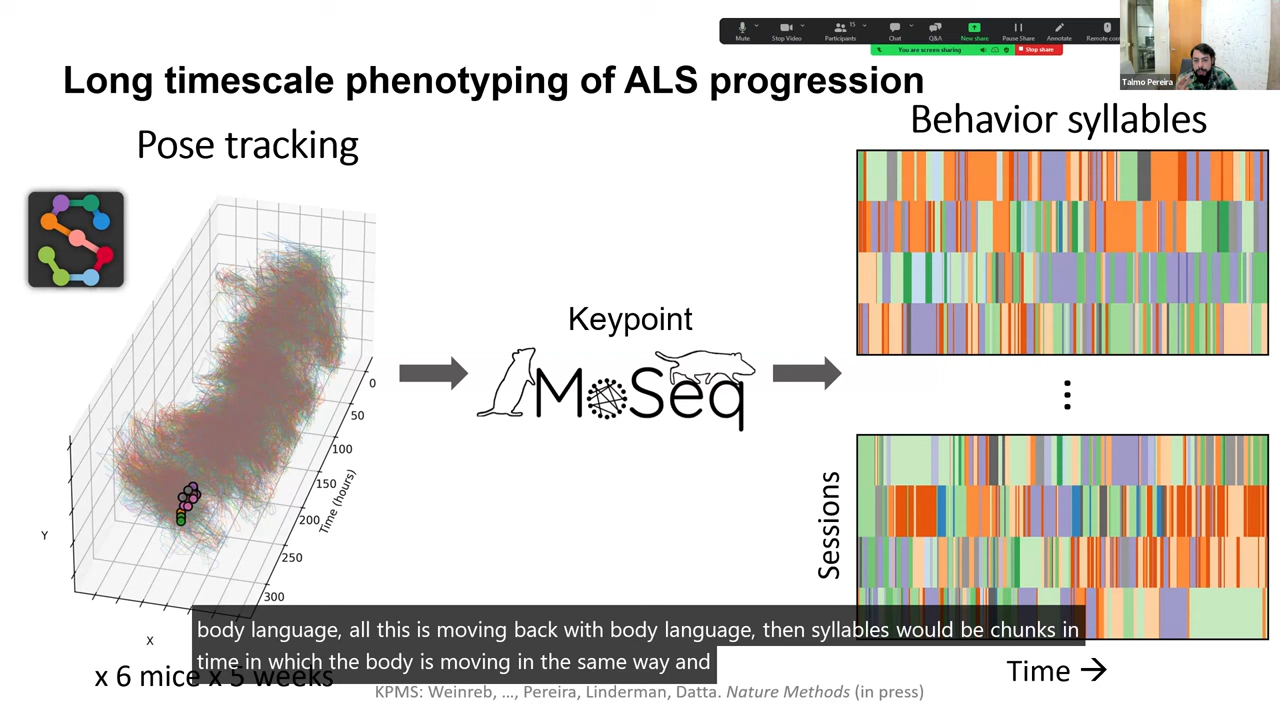 Mute
Stop Video
15
Participants
Chat
Q&A
New share
Pause Share
Annotate
Remote con
You are screen sharing
Stop share
Talmo Pereira
Long timescale phenotyping of ALS progression
Pose tracking
Behavior syllables
Keypoint
MoSeq
0
50
100
150
200
250
300
Time (hours)
Y
X
Sessions
body language, all this is moving back with body language, then syllables would be chunks in
time in which the body is moving in the same way and
x 6 mice x 5 weeks
Time →
KPMS: Weinreb, …, Pereira, Linderman, Datta. Nature Methods (in press)